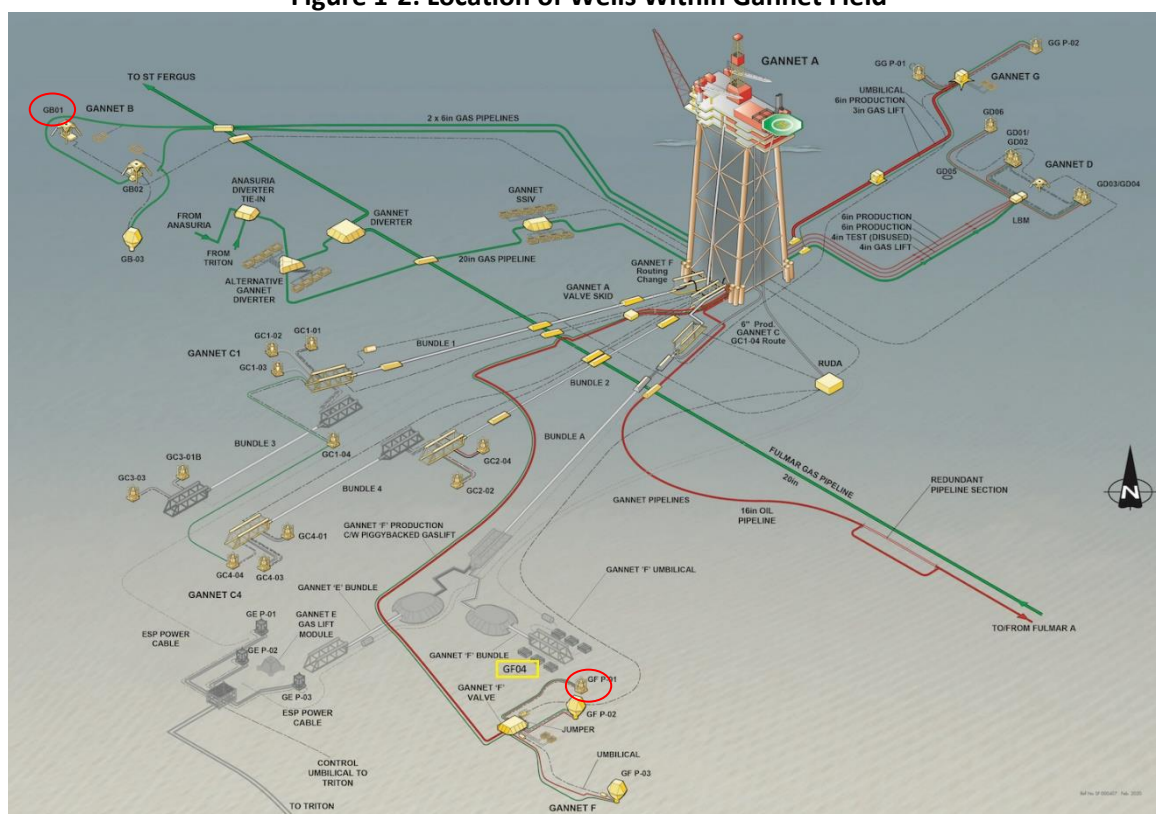 Figure 1-2: Location of Wells Within Gannet Field
TO ST FERGUS
GB01
GANNET B
2 x 6in GAS PIPELINES
GB02
GB-03
ANASURIA
DIVERTER
TIE-IN
FROM
ANASURIA
FROM
TRITON
ALTERNATIVE
GANNET
DIVERTER
GANNET
DIVERTER
GANNET
SSIV
20in GAS PIPELINE
GANNET A
GANNET F
Routing
Change
GANNET A
VALVE SKID
GG P-02
GG P-01
GANNET G
UMBILICAL
6in PRODUCTION
3in GAS LIFT
GD06
GD01/
GD02
GANNET D
GD05
GD03/GD04
LBM
6in PRODUCTION
6in PRODUCTION
4in TEST (DISUSED)
4in GAS LIFT
6" Prod.
GANNET C
GC1-04 Route
RUDA
GC1-01
GC1-02
GANNET C1
GC1-03
BUNDLE 1
BUNDLE 2
BUNDLE 3
GC1-04
BUNDLE A
GC3-01B
GC3-03
GC2-04
GC2-02
BUNDLE 4
GC4-01
GC4-04
GC4-03
GANNET C4
FULMAR GAS PIPELINE
20in
REDUNDANT
PIPELINE SECTION
GANNET PIPELINES
16in OIL
PIPELINE
N
TO/FROM FULMAR A
GANNET 'F' PRODUCTION
C/W PIGGYBACKED GASLIFT
GANNET 'F' UMBILICAL
GANNET 'E' BUNDLE
GE P-01
GANNET E
GAS LIFT
MODULE
ESP POWER
CABLE
GE P-02
GE P-03
ESP POWER
CABLE
GANNET 'F' BUNDLE
GF04
GANNET 'F'
VALVE
GF P-01
GF P-02
JUMPER
UMBILICAL
GF P-03
GANNET F
CONTROL
UMBILICAL TO
TRITON
TO TRITON